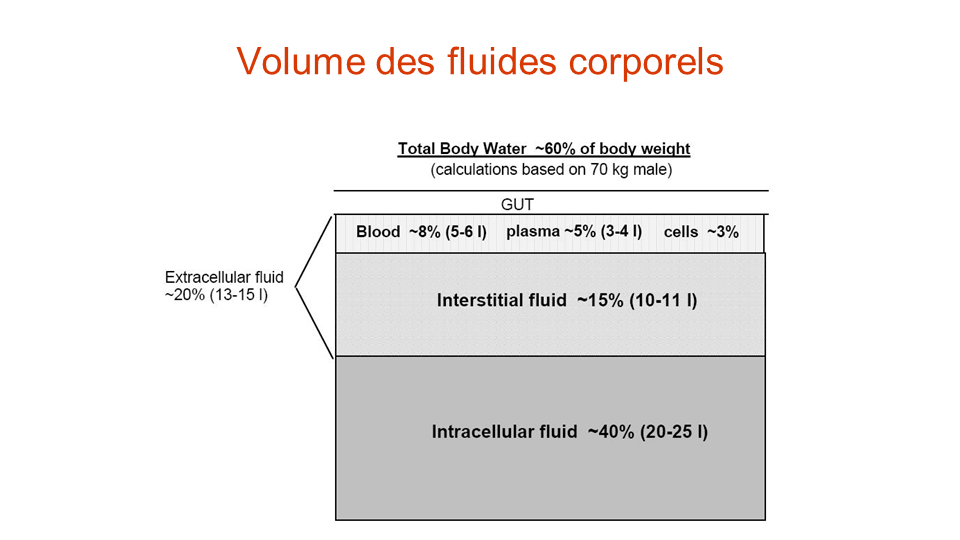 Volume des fluides corporels
Total Body Water ~60% of body weight
(calculations based on 70 kg male)
GUT
Blood ~8% (5-6 l) plasma ~5% (3-4 l) cells ~3%
Extracellular fluid
~20% (13-15 l)
Interstitial fluid ~15% (10-11 l)
Intracellular fluid ~40% (20-25 l)